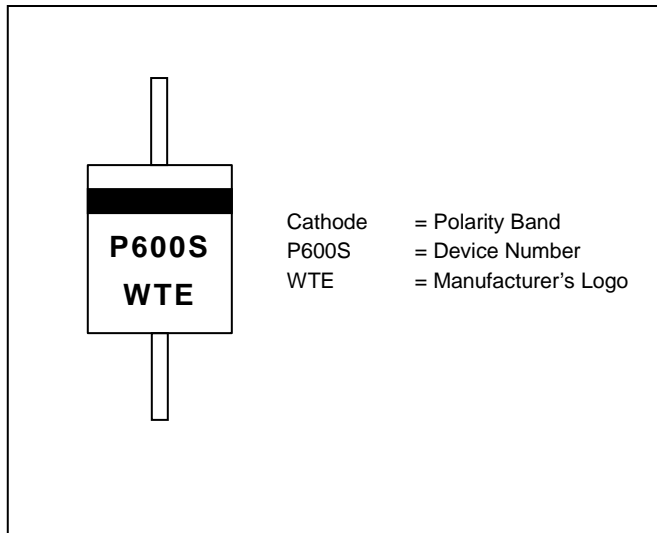 P600S
WTE
Cathode = Polarity Band
P600S = Device Number
WTE = Manufacturer’s Logo